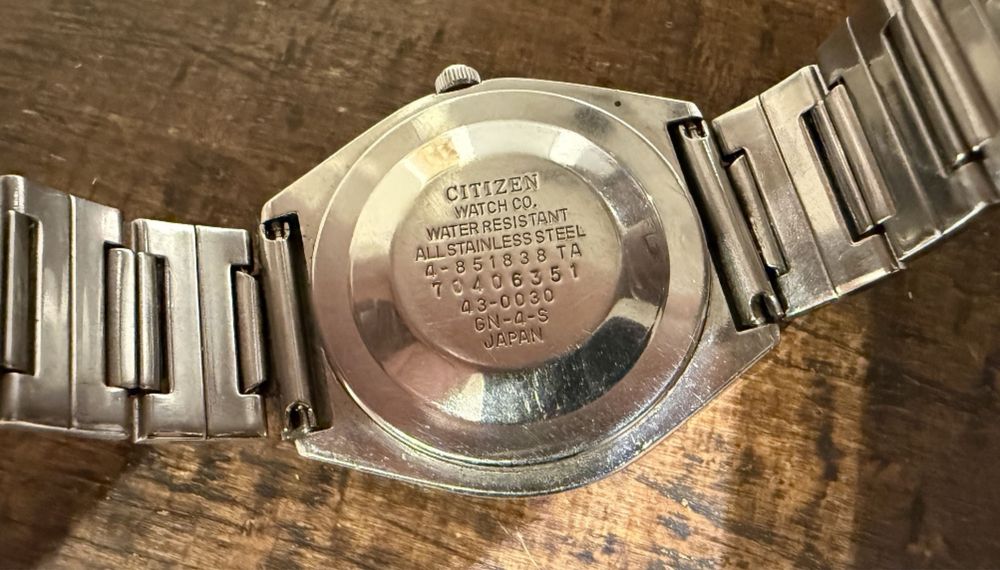 CITIZEN
WATCH CO.
WATER RESISTANT
ALL STAINLESS STEEL
4-851838 TA
70406351
43-0030
GN-4-S
JAPAN